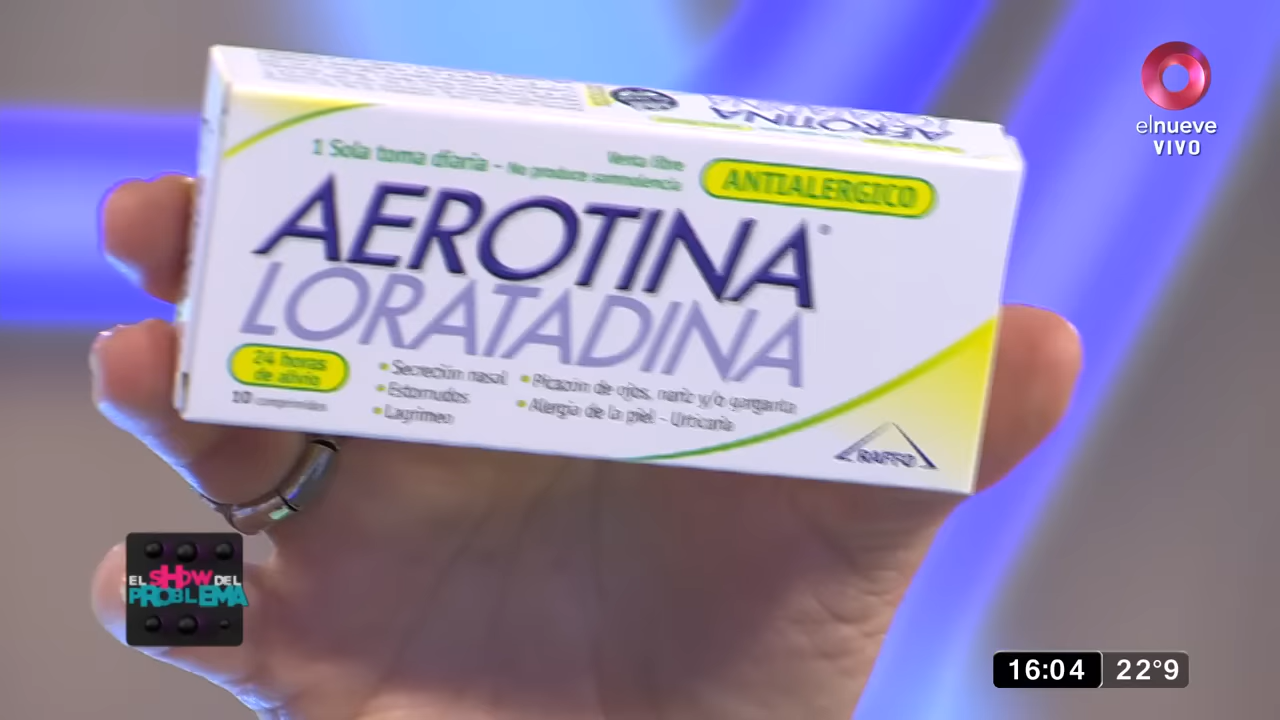 AEROTINA
elnueve
VIVO
1 Sola toma diaria - No produce somnolencia
Venta libre
ANTIALERGICO
AEROTINA®
LORATADINA
24 horas
de alivio
10 comprimidos
• Secreción nasal
• Estornudos
• Lagrimeo
• Picazón de ojos, nariz y/o garganta
• Alergia de la piel - Urticaria
RAFFO
EL SHOW DEL
PROBLEMA
16:04 22°9